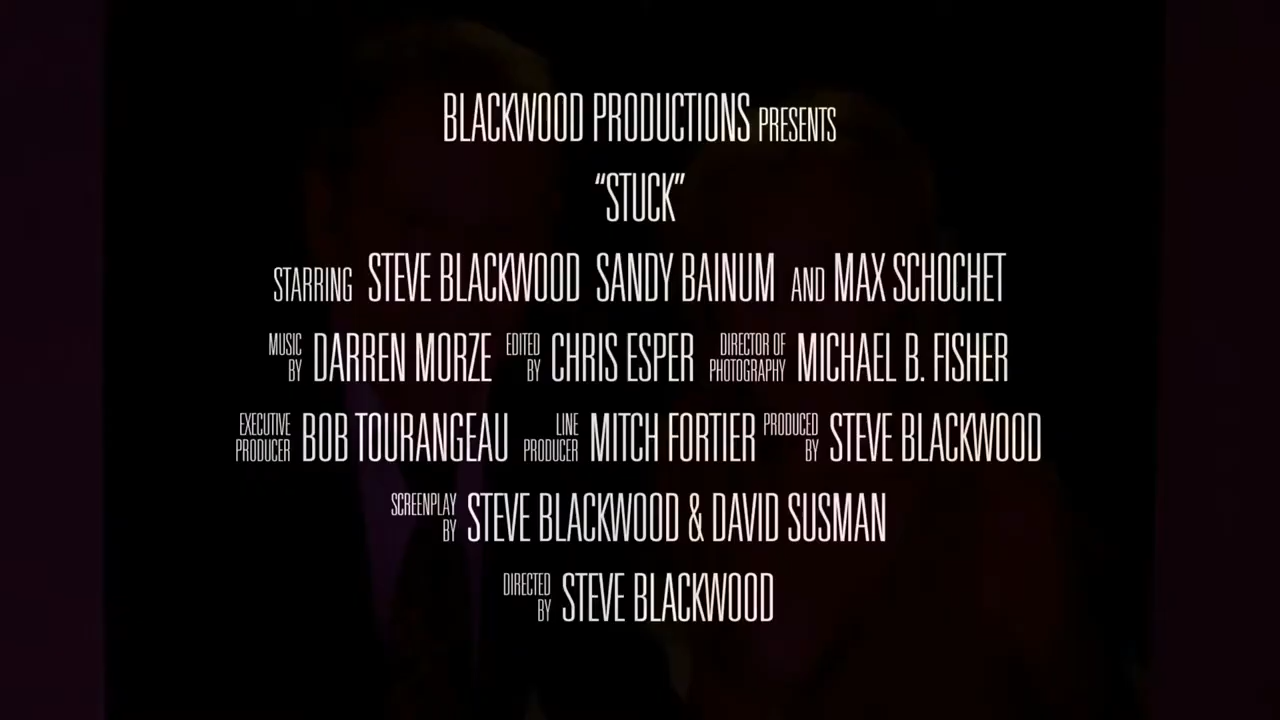 BLACKWOOD PRODUCTIONS PRESENTS
“STUCK”
STARRING STEVE BLACKWOOD SANDY BAINUM AND MAX SCHOCHET
MUSIC BY DARREN MORZE EDITED BY CHRIS ESPER DIRECTOR OF PHOTOGRAPHY MICHAEL B. FISHER
EXECUTIVE PRODUCER BOB TOURANGEAU LINE PRODUCER MITCH FORTIER PRODUCED BY STEVE BLACKWOOD
SCREENPLAY BY STEVE BLACKWOOD & DAVID SUSMAN
DIRECTED BY STEVE BLACKWOOD